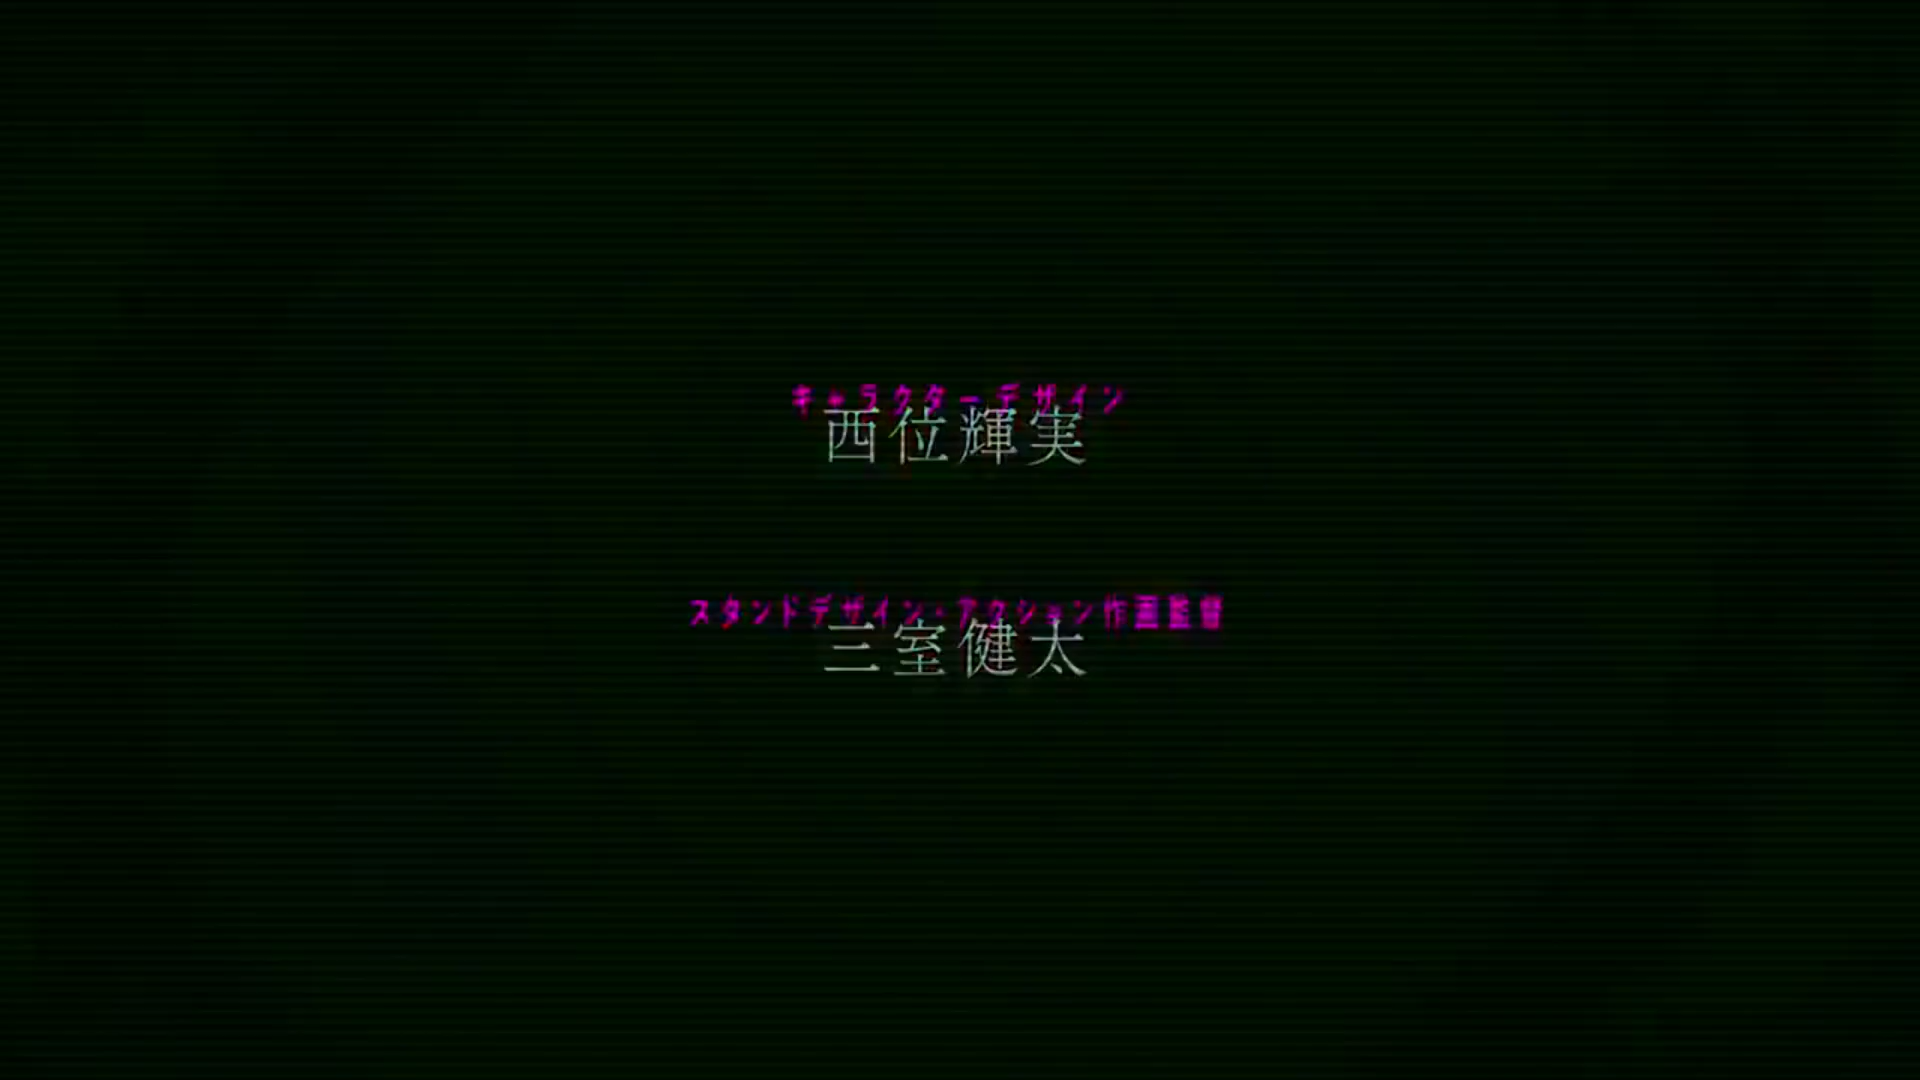 キャラクターデザイン
西位輝実
スタンドデザイン・アクション作画監督
三室健太